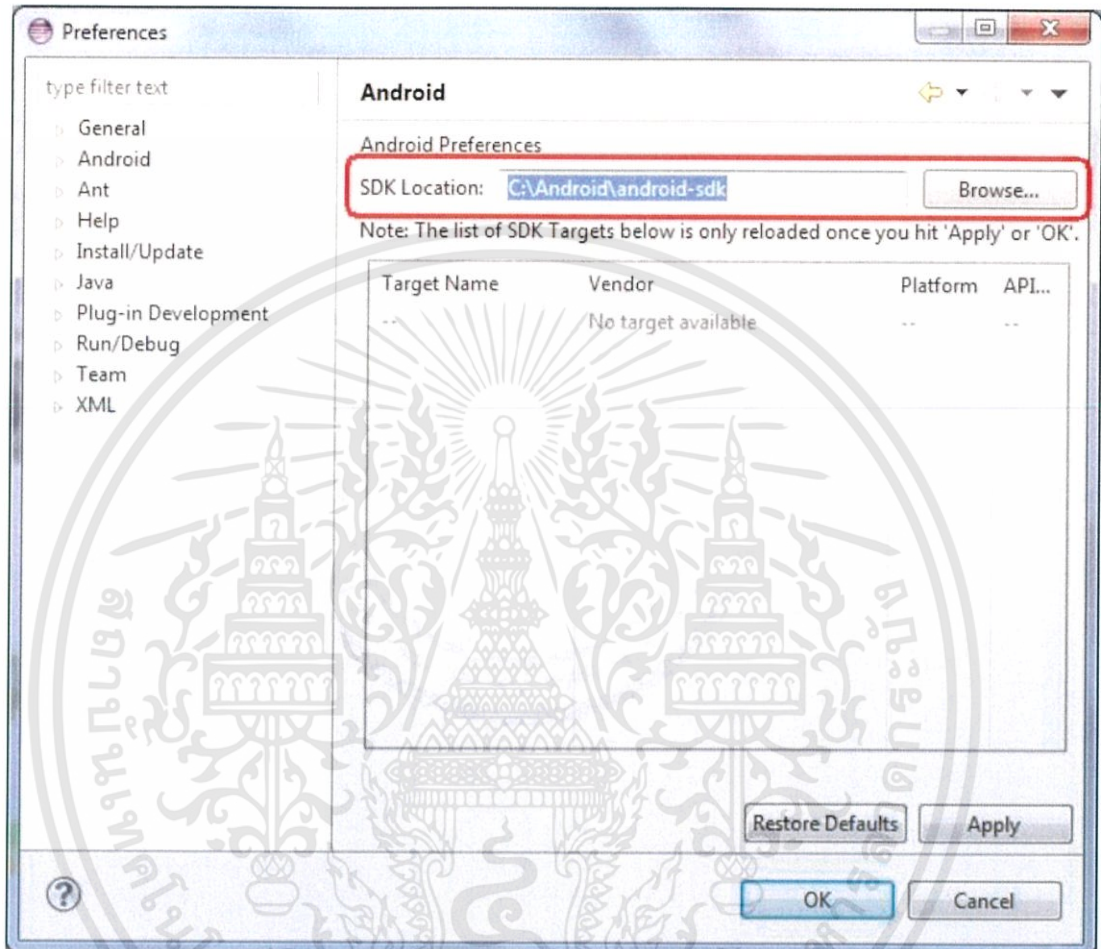 Preferences
type filter text
General
Android
Ant
Help
Install/Update
Java
Plug-in Development
Run/Debug
Team
XML
Android
Android Preferences
SDK Location: C:\Android\android-sdk Browse...
Note: The list of SDK Targets below is only reloaded once you hit 'Apply' or 'OK'.
Target Name Vendor Platform API...
-- No target available -- --
Restore Defaults Apply
OK Cancel